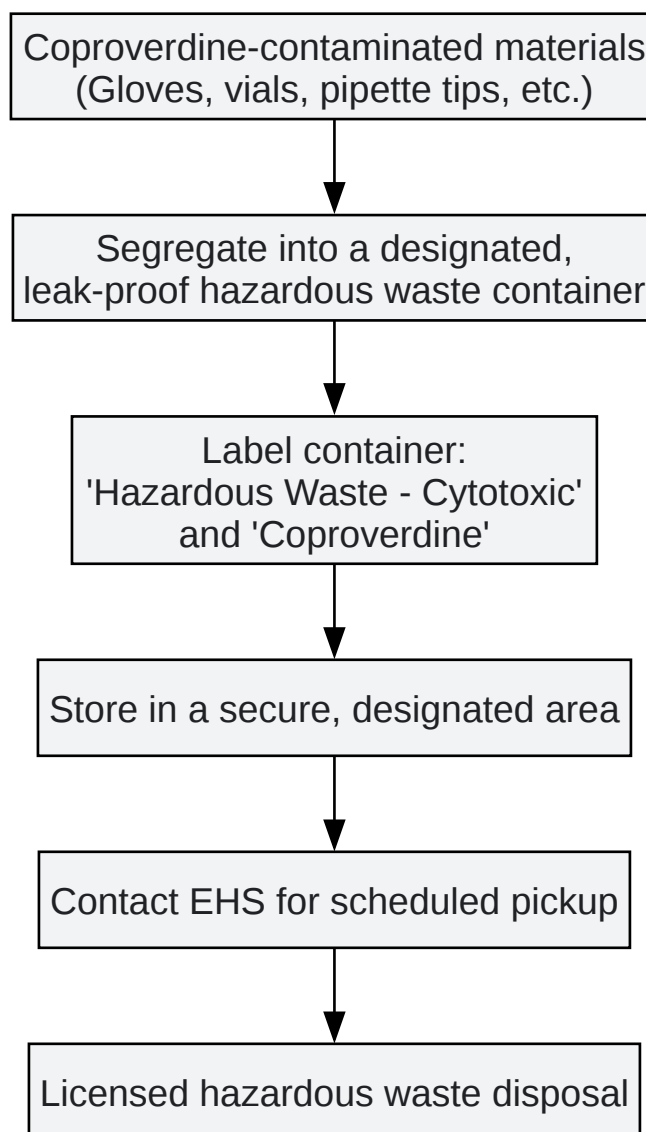 Coproverdine-contaminated materials
(Gloves, vials, pipette tips, etc.)
Segregate into a designated,
leak-proof hazardous waste container
Label container:
'Hazardous Waste - Cytotoxic'
and 'Coproverdine'
Store in a secure, designated area
Contact EHS for scheduled pickup
Licensed hazardous waste disposal